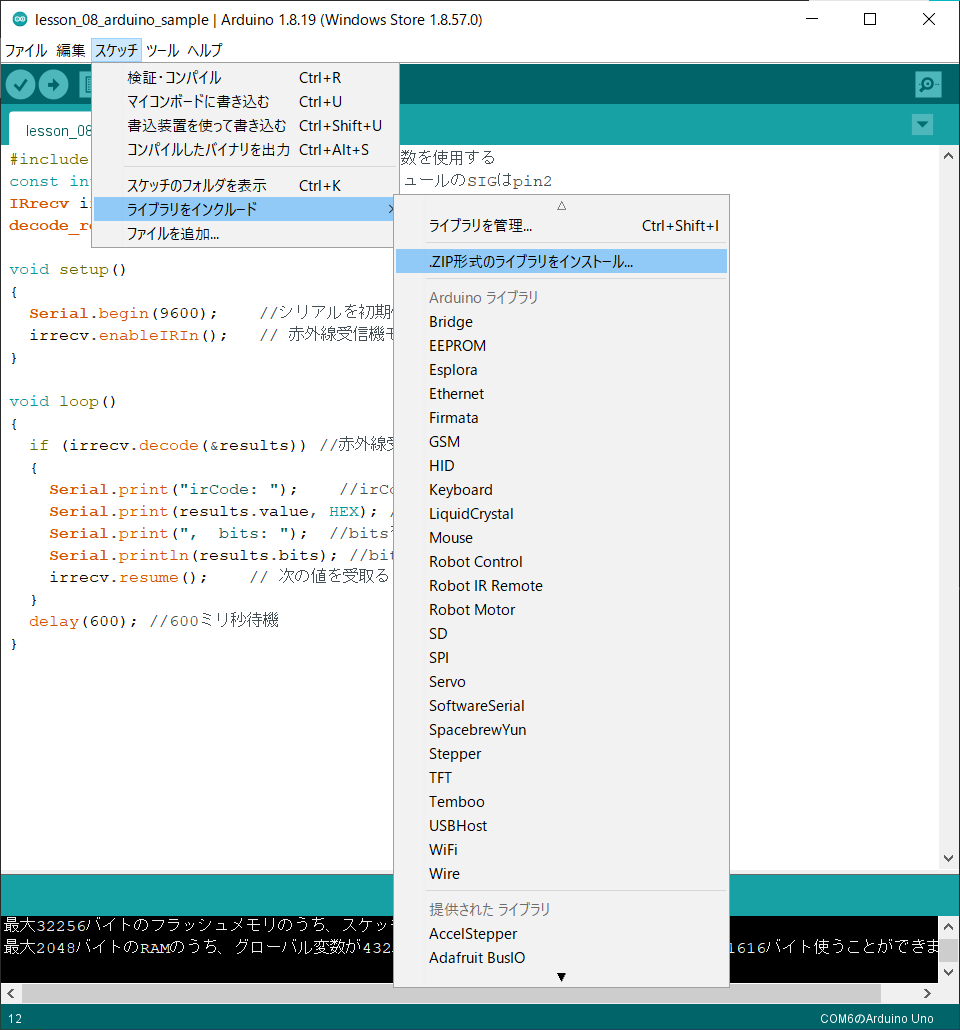 lesson_08_arduino_sample | Arduino 1.8.19 (Windows Store 1.8.57.0)
ファイル 編集 スケッチ ツール ヘルプ
検証・コンパイル Ctrl+R
マイコンボードに書き込む Ctrl+U
書込装置を使って書き込む Ctrl+Shift+U
コンパイルしたバイナリを出力 Ctrl+Alt+S
スケッチのフォルダを表示 Ctrl+K
ライブラリをインクルード
ファイルを追加...
ライブラリを管理... Ctrl+Shift+I
.ZIP形式のライブラリをインストール...
Arduino ライブラリ
Bridge
EEPROM
Esplora
Ethernet
Firmata
GSM
HID
Keyboard
LiquidCrystal
Mouse
Robot Control
Robot IR Remote
Robot Motor
SD
SPI
Servo
SoftwareSerial
SpacebrewYun
Stepper
TFT
Temboo
USBHost
WiFi
Wire
提供された ライブラリ
AccelStepper
Adafruit BusIO
lesson_08
#include 数を使用する
const in ュールのSIGはpin2
IRrecv i
decode_re
void setup()
{
Serial.begin(9600); //シリアルを初期
irrecv.enableIRIn(); // 赤外線受信機モ
}
void loop()
{
if (irrecv.decode(&results)) //赤外線受
{
Serial.print("irCode: "); //irCo
Serial.print(results.value, HEX); /
Serial.print(", bits: "); //bits
Serial.println(results.bits); //bit
irrecv.resume(); // 次の値を受取る
}
delay(600); //600ミリ秒待機
}
最大32256バイトのフラッシュメモリのうち、スケッチ
最大2048バイトのRAMのうち、グローバル変数が432 1616バイト使うことができま
12 COM6のArduino Uno